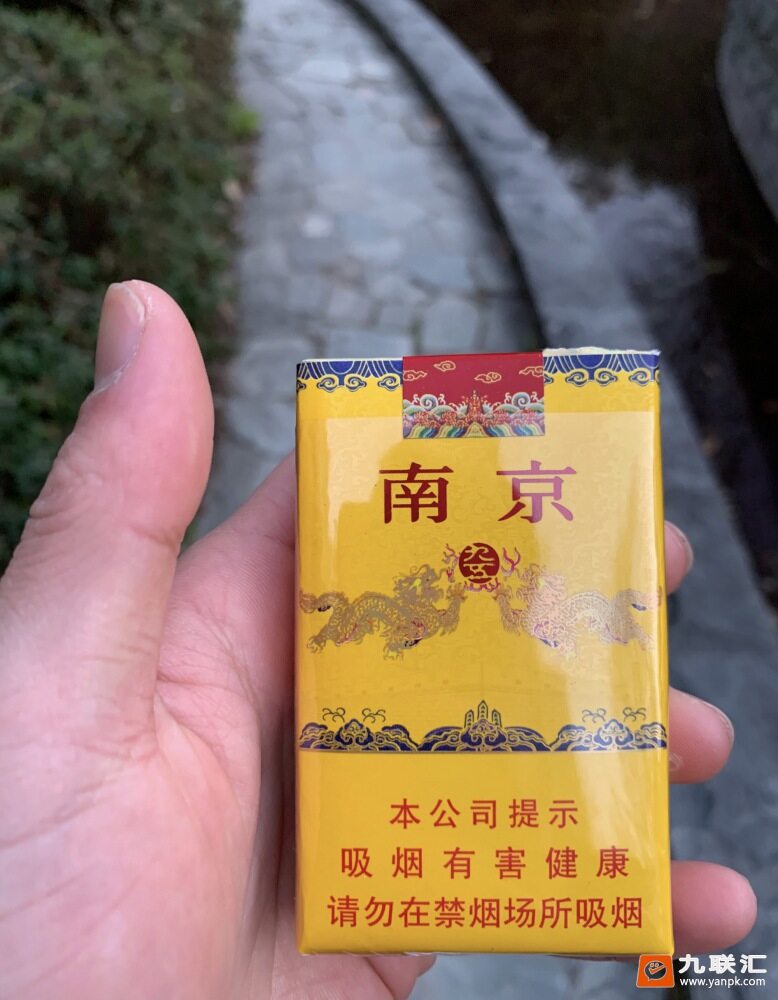 南京
本公司提示
吸烟有害健康
请勿在禁烟场所吸烟
九联汇
www.yanpk.com